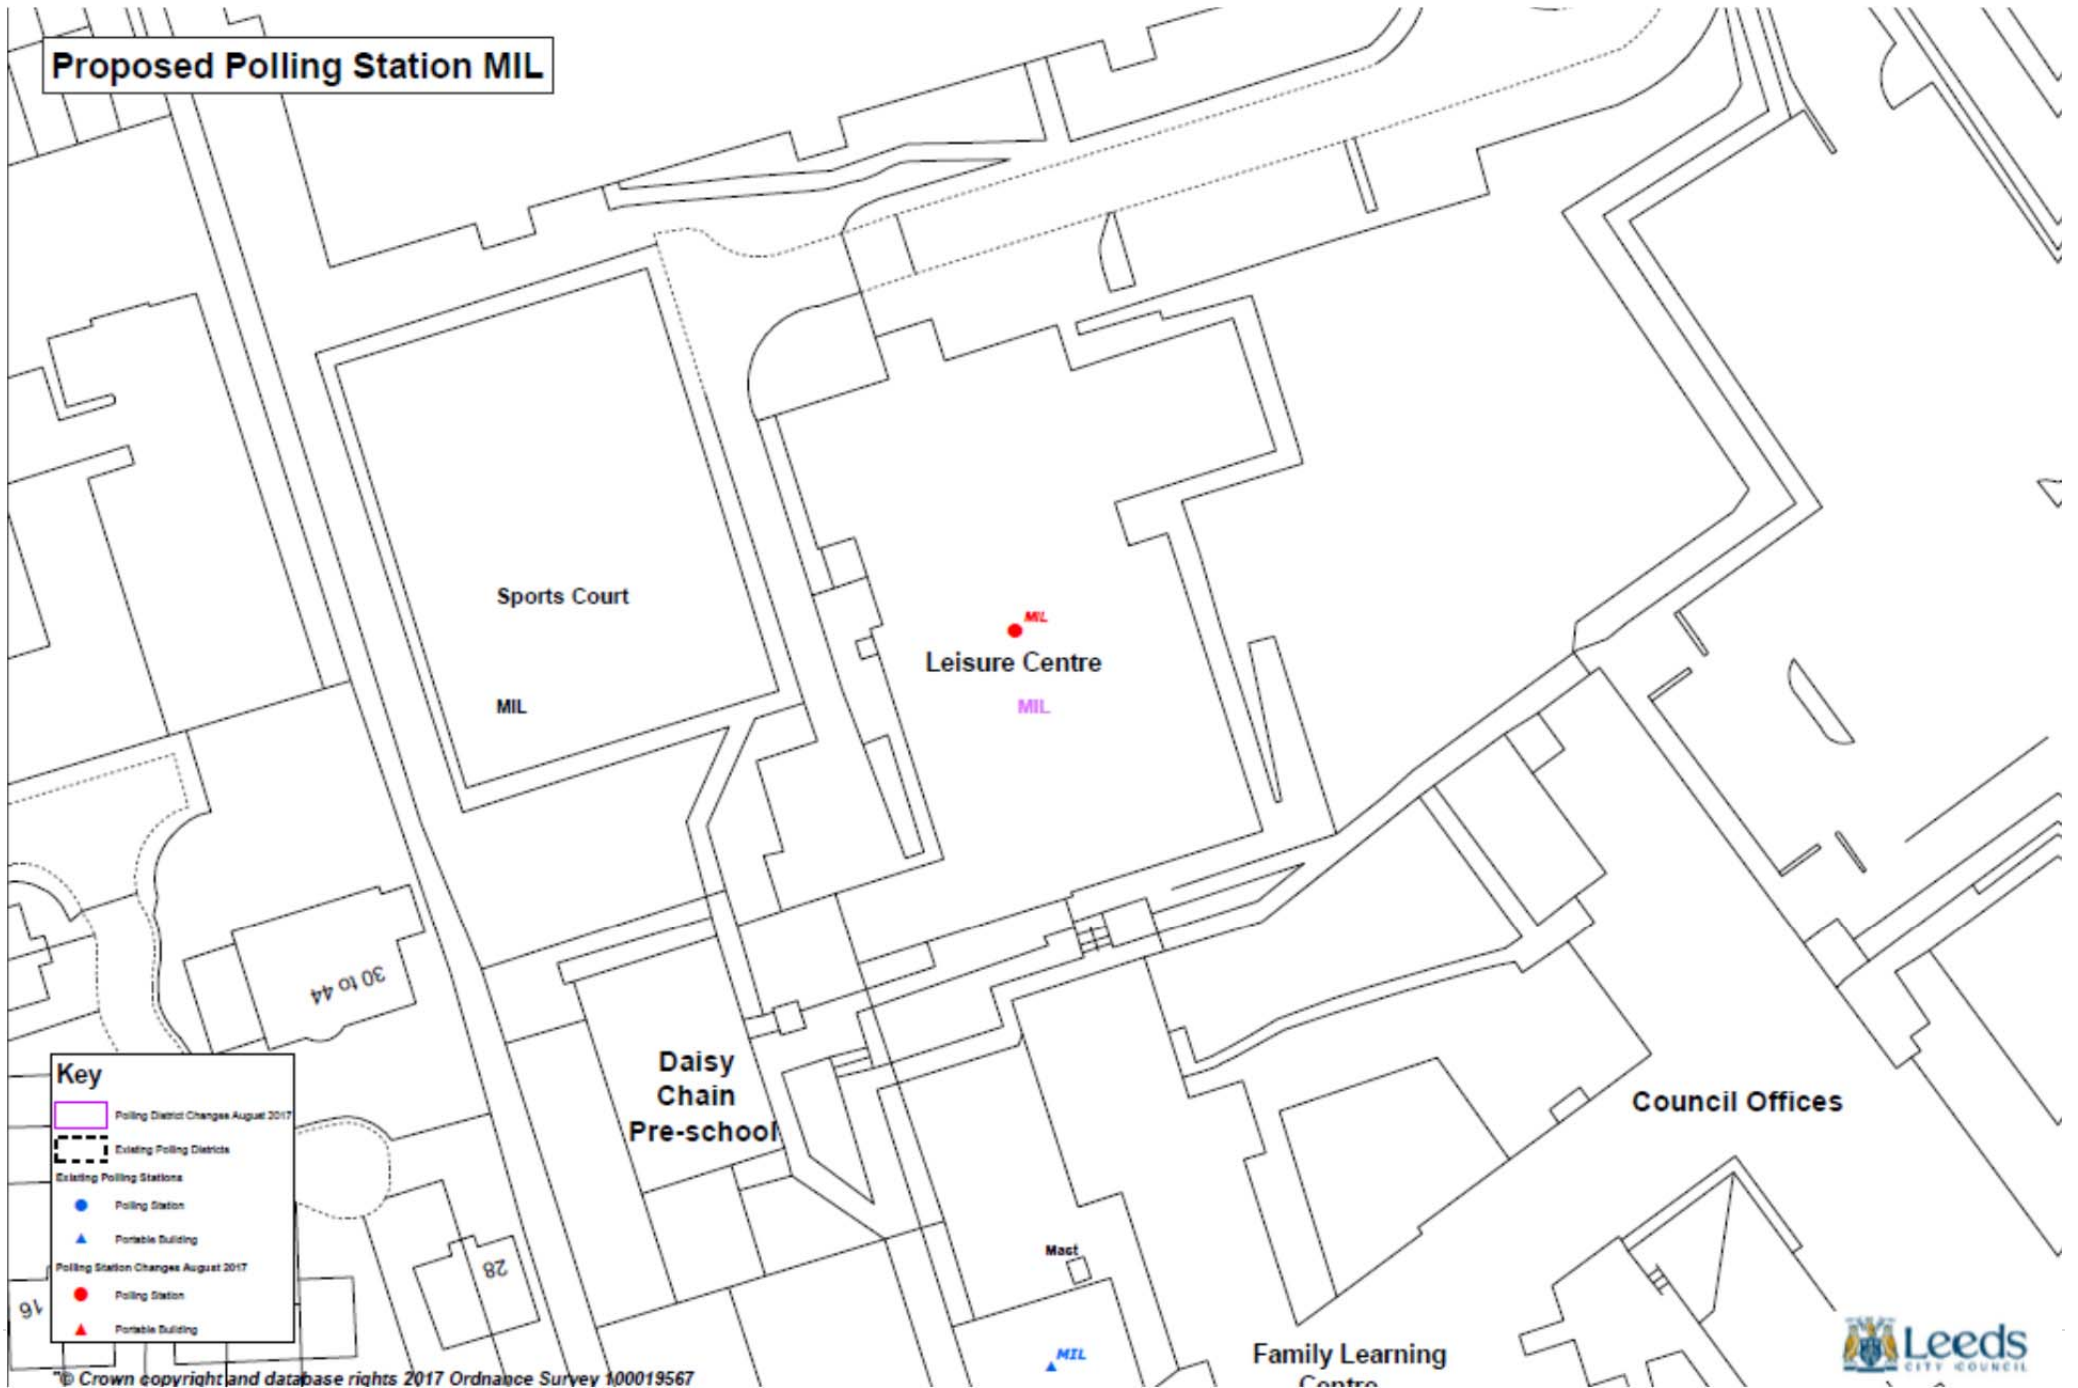 Proposed Polling Station MIL
Sports Court
MIL
MIL
Leisure Centre
MIL
30 to 44
Daisy
Chain
Pre-school
Council Offices
Key
Polling District Changes August 2017
Existing Polling Districts
Existing Polling Stations
Polling Station
Portable Building
Polling Station Changes August 2017
Polling Station
Portable Building
16
28
Mast
MIL
Family Learning
Centre
Leeds
CITY COUNCIL
"© Crown copyright and database rights 2017 Ordnance Survey 100019567